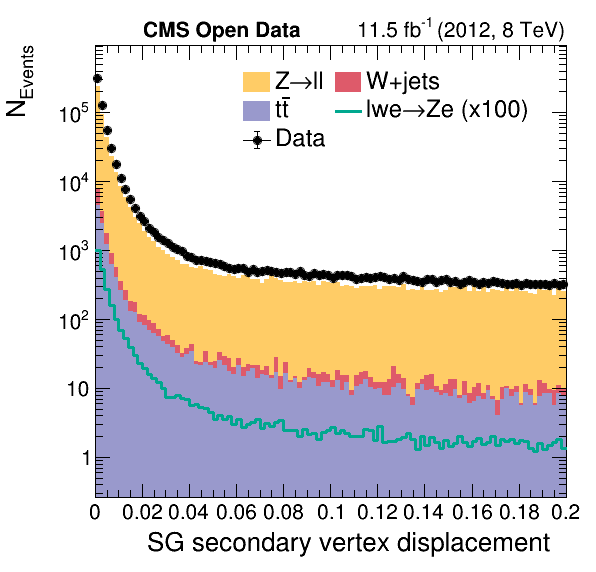 CMS Open Data 11.5 fb⁻¹ (2012, 8 TeV)
N_Events
Z→ll W+jets
tt̄ lwe→Ze (x100)
Data
10⁵
10⁴
10³
10²
10
1
0 0.02 0.04 0.06 0.08 0.1 0.12 0.14 0.16 0.18 0.2
SG secondary vertex displacement